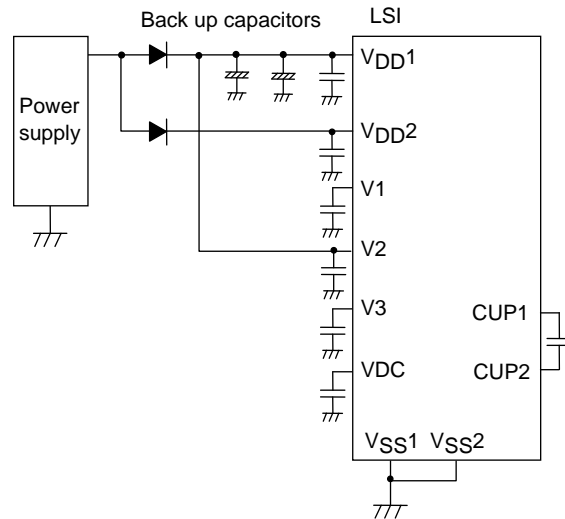 Back up capacitors
LSI
Power
supply
VDD1
VDD2
V1
V2
V3
VDC
CUP1
CUP2
VSS1 VSS2